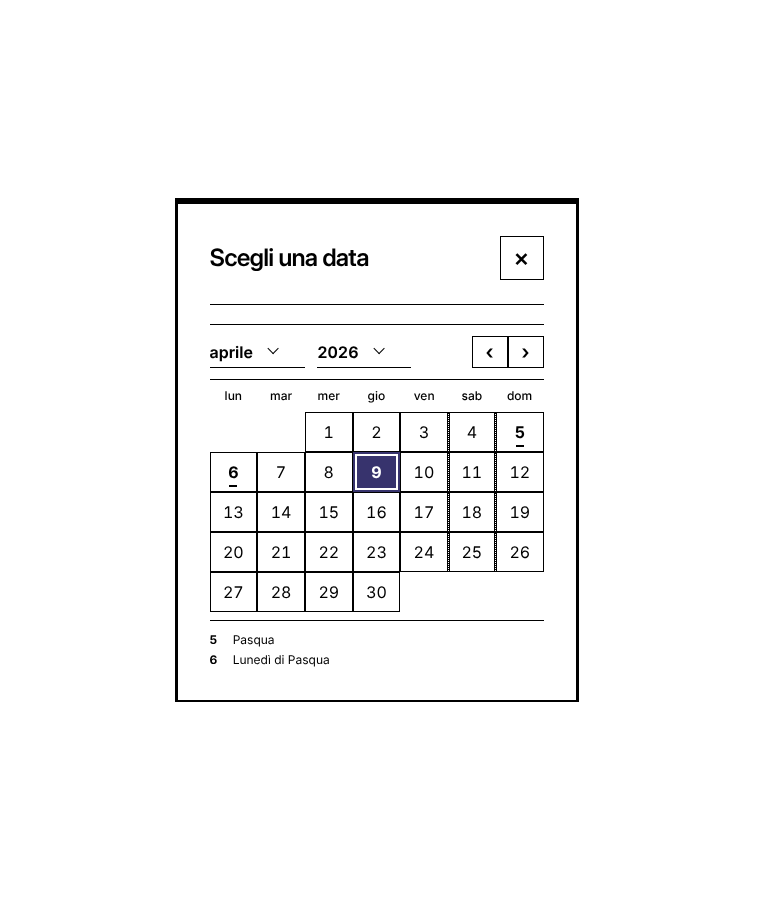 Scegli una data ×
aprile 2026 ‹ ›
lun mar mer gio ven sab dom
1 2 3 4 5
6 7 8 9 10 11 12
13 14 15 16 17 18 19
20 21 22 23 24 25 26
27 28 29 30
5 Pasqua
6 Lunedì di Pasqua